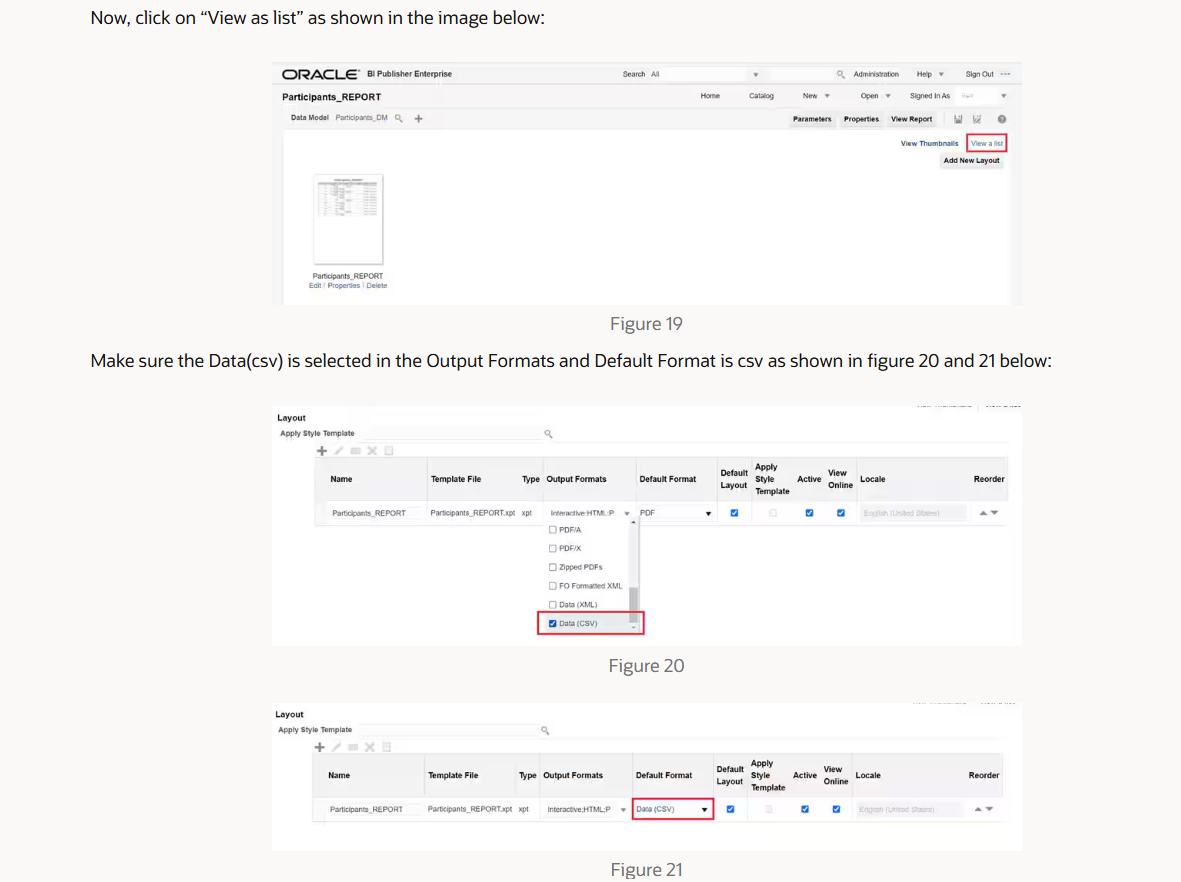 Now, click on “View as list” as shown in the image below:
ORACLE BI Publisher Enterprise Search All Administration Help Sign Out
Participants_REPORT Home Catalog New Open Signed In As
Data Model Participants_DM Parameters Properties View Report
View Thumbnails View a list
Add New Layout
Participants_REPORT
Edit | Properties | Delete
Figure 19
Make sure the Data(csv) is selected in the Output Formats and Default Format is csv as shown in figure 20 and 21 below:
Layout
Apply Style Template
Name Template File Type Output Formats Default Format Default Layout Apply Style Template Active View Online Locale Reorder
Participants_REPORT Participants_REPORT.xpt xpt Interactive;HTML;P PDF English (United States)
PDF/A
PDF/X
Zipped PDFs
FO Formatted XML
Data (XML)
Data (CSV)
Figure 20
Layout
Apply Style Template
Name Template File Type Output Formats Default Format Default Layout Apply Style Template Active View Online Locale Reorder
Participants_REPORT Participants_REPORT.xpt xpt Interactive;HTML;P Data (CSV) English (United States)
Figure 21